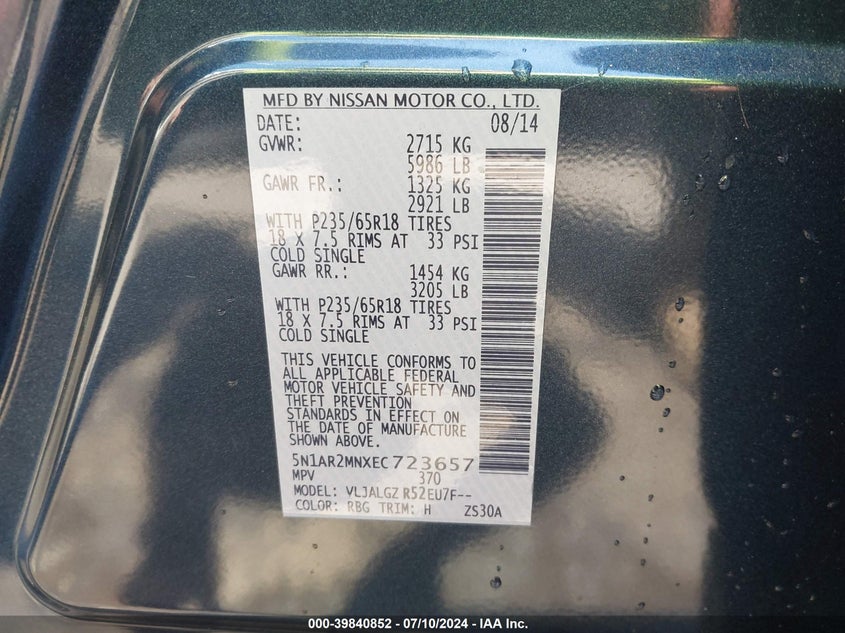 MFD BY NISSAN MOTOR CO., LTD.
DATE: 08/14
GVWR: 2715 KG
5986 LB
GAWR FR.: 1325 KG
2921 LB
WITH P235/65R18 TIRES
18 X 7.5 RIMS AT 33 PSI
COLD SINGLE
GAWR RR.: 1454 KG
3205 LB
WITH P235/65R18 TIRES
18 X 7.5 RIMS AT 33 PSI
COLD SINGLE
THIS VEHICLE CONFORMS TO
ALL APPLICABLE FEDERAL
MOTOR VEHICLE SAFETY AND
THEFT PREVENTION
STANDARDS IN EFFECT ON
THE DATE OF MANUFACTURE
SHOWN ABOVE.
5N1AR2MNXEC723657
MPV 370
MODEL: VLJALGZ R52EU7F--
COLOR: RBG TRIM: H ZS30A
000-39840852 - 07/10/2024 - IAA Inc.